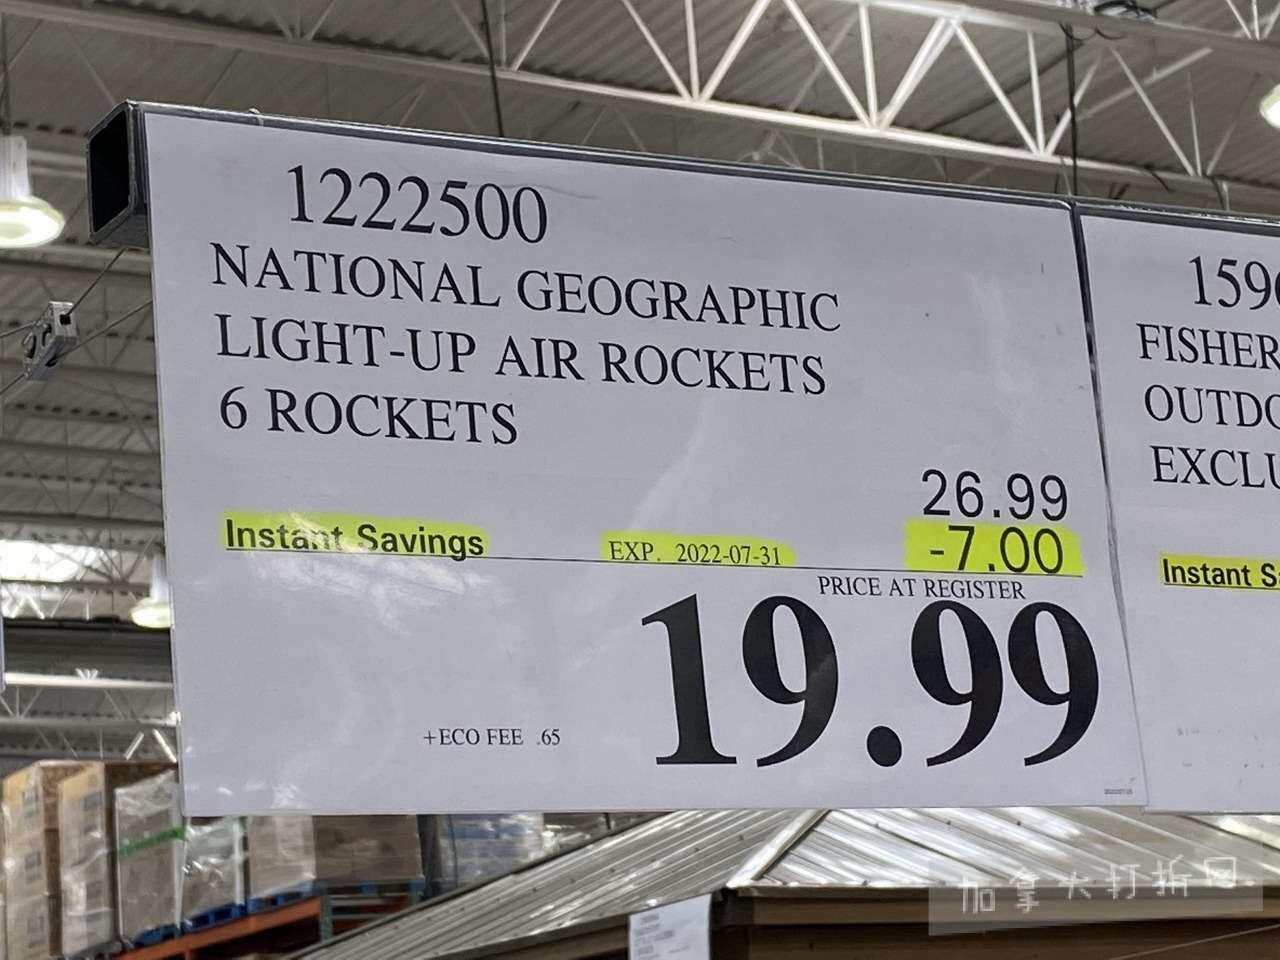 1222500
NATIONAL GEOGRAPHIC
LIGHT-UP AIR ROCKETS
6 ROCKETS
26.99
Instant Savings EXP. 2022-07-31 -7.00
PRICE AT REGISTER
19.99
+ECO FEE .65
159
FISHER
OUTDO
EXCLU
Instant S
加拿大打折网